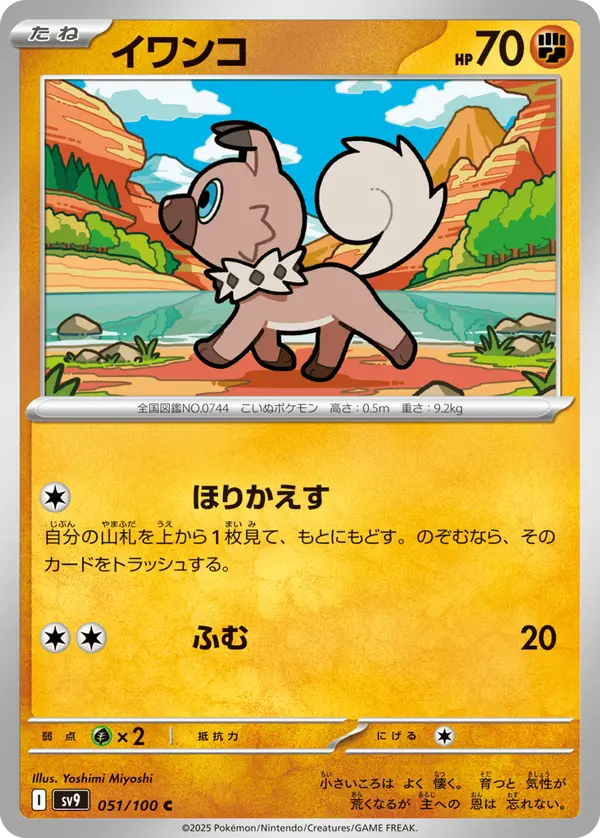 たね イワンコ HP70
全国図鑑NO.0744 こいぬポケモン 高さ:0.5m 重さ:9.2kg
ほりかえす
自分の山札を上から1枚見て、もとにもどす。のぞむなら、その
カードをトラッシュする。
ふむ 20
弱点 ×2 抵抗力 にげる
Illus. Yoshimi Miyoshi
I sv9 051/100 C
小さいころは よく 懐く。育つと 気性が
荒くなるが 主への 恩は 忘れない。
©2025 Pokémon/Nintendo/Creatures/GAME FREAK.